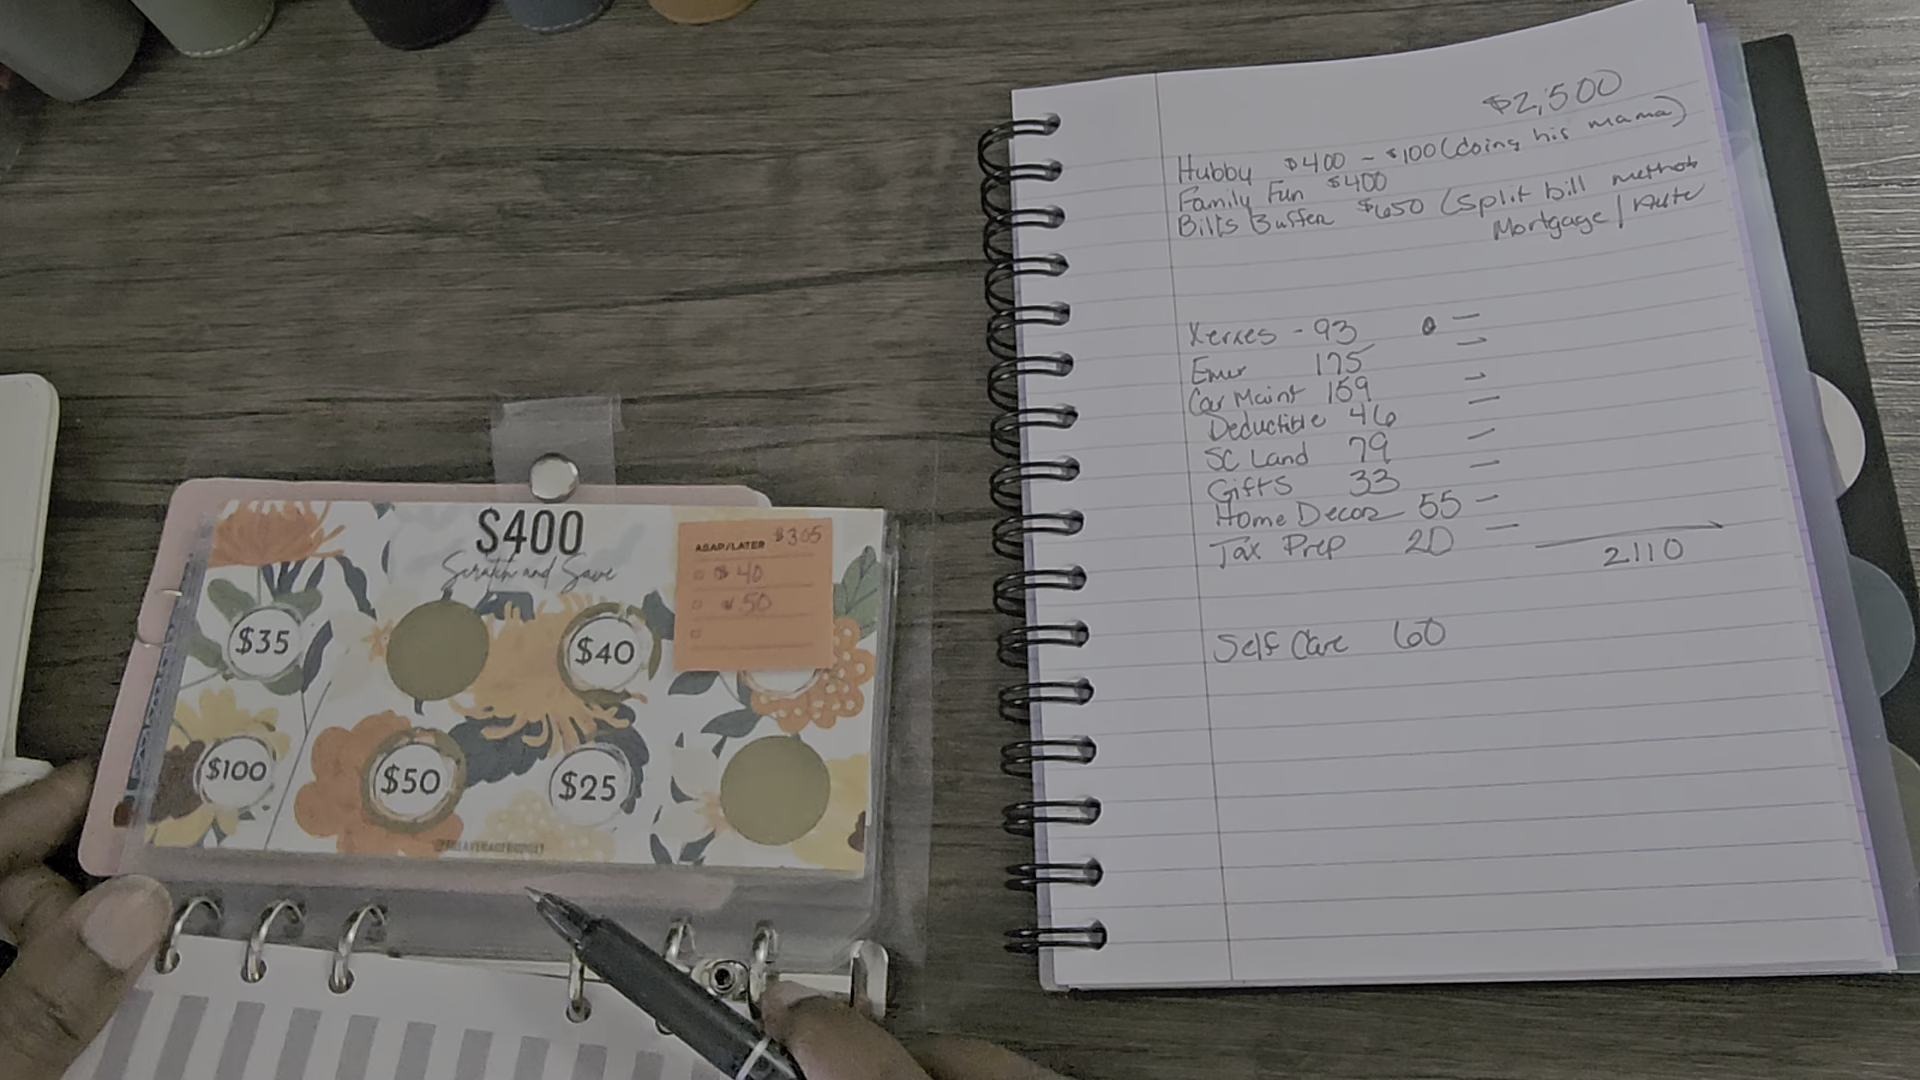 $400
Scratch and Save
ASAP/LATER $305
$40
$50
$35
$40
$100
$50
$25
$2,500
Hubby $400 - $100 (doing his mama)
Family Fun $400
Bills Buffer $650 (split bill method
Mortgage/Aute
Xerxes - 93
Emer 175
Car Maint 159
Deductible 46
SC Land 79
Gifts 33
Home Decor 55
Tax Prep 20
2110
Self Care 60